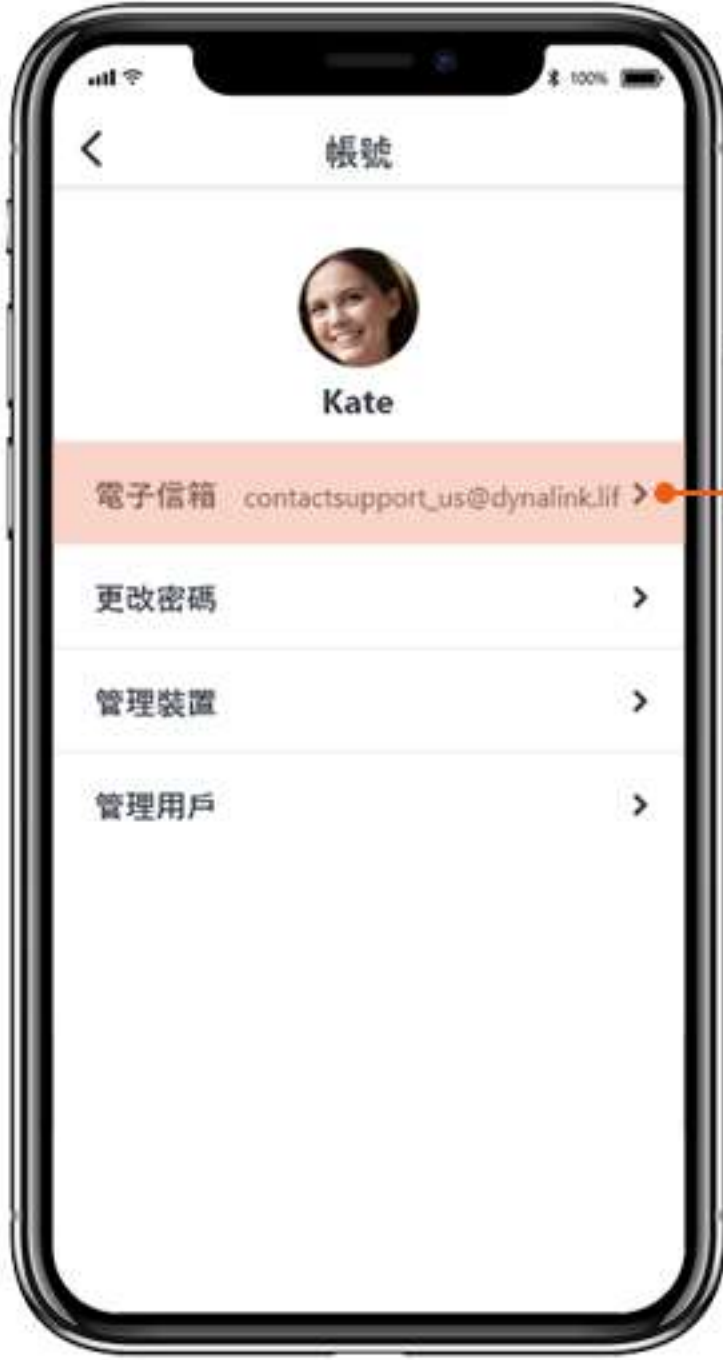 100%
帳號
Kate
電子信箱 contactsupport_us@dynalink.lif
更改密碼
管理裝置
管理用戶